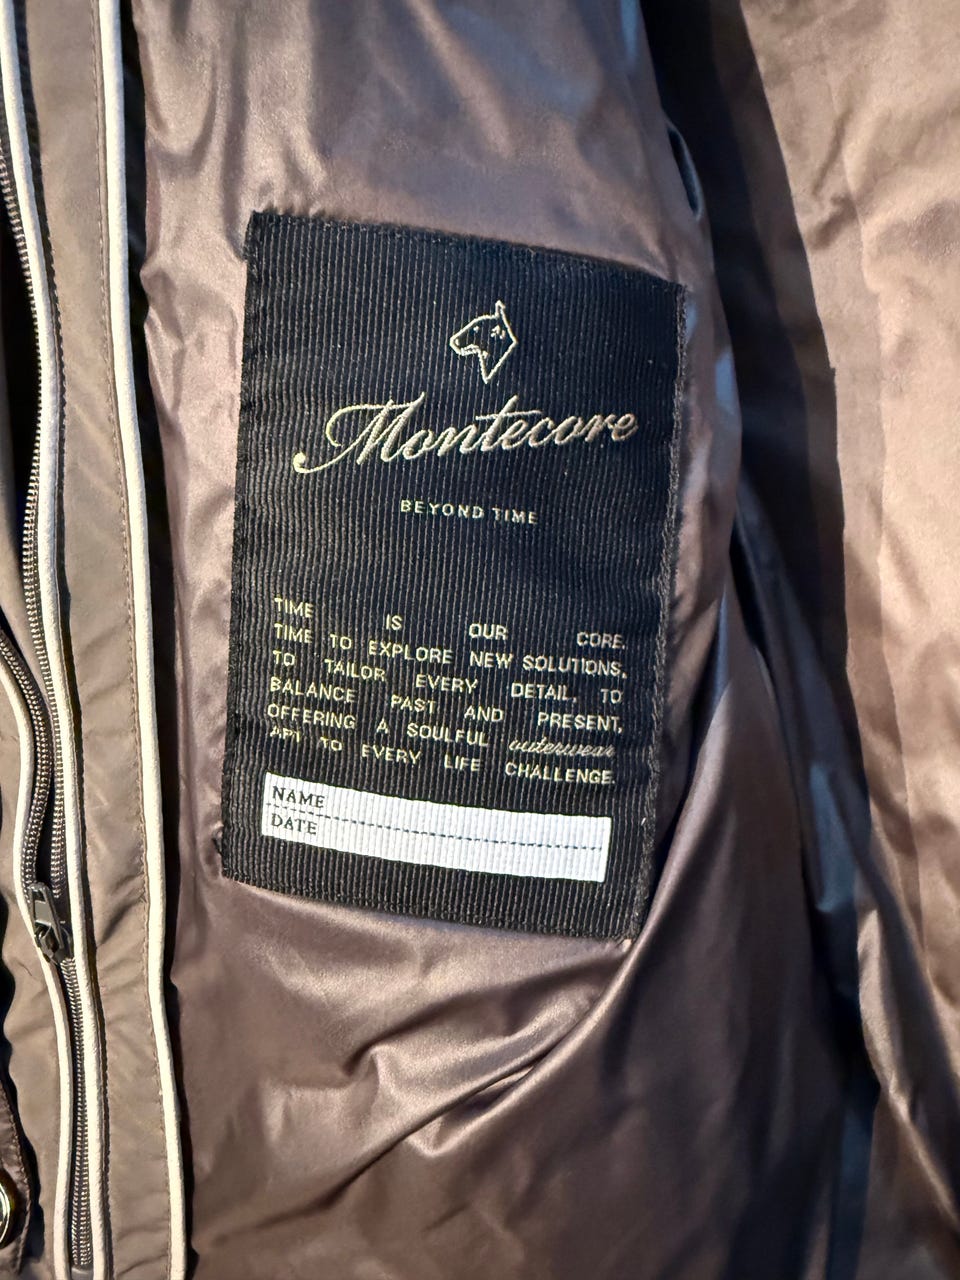 Montecore
BEYOND TIME
TIME IS OUR CORE.
TIME TO EXPLORE NEW SOLUTIONS,
TO TAILOR EVERY DETAIL, TO
BALANCE PAST AND PRESENT,
OFFERING A SOULFUL outerwear
APT TO EVERY LIFE CHALLENGE.
NAME
DATE